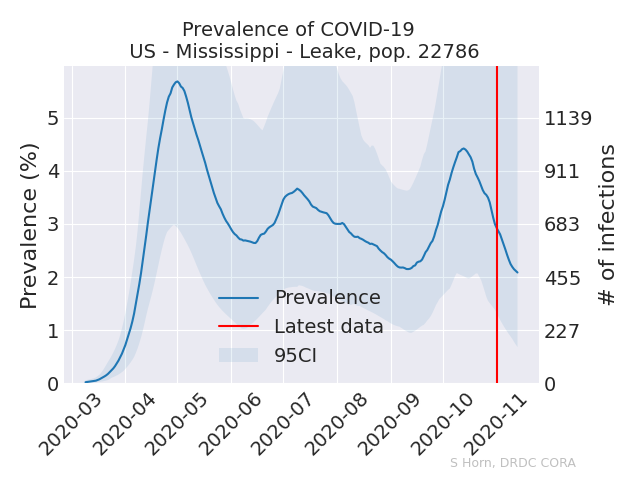 Prevalence of COVID-19
US - Mississippi - Leake, pop. 22786
Prevalence (%)
5
4
3
2
1
0
1139
911
683
455
227
0
# of infections
Prevalence
Latest data
95CI
2020-03
2020-04
2020-05
2020-06
2020-07
2020-08
2020-09
2020-10
2020-11
S Horn, DRDC CORA